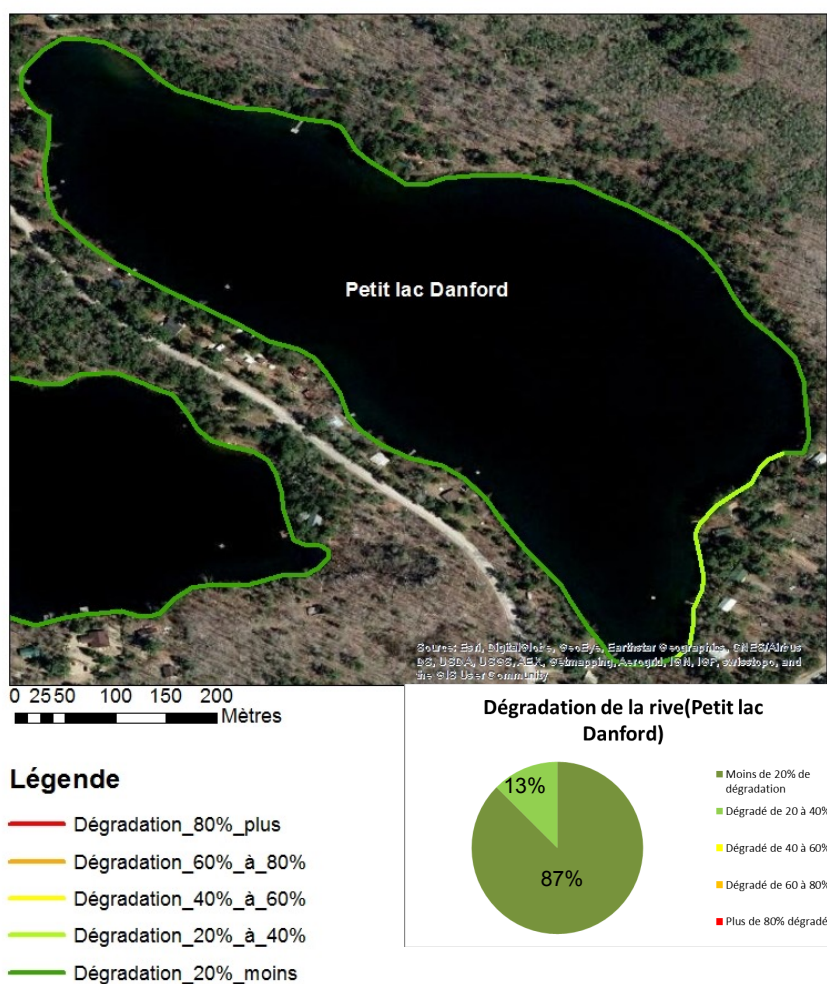 Petit lac Danford
Source: Esri, DigitalGlobe, GeoEye, Earthstar Geographics, CNES/Airbus
DS, USDA, USGS, AEX, Getmapping, Aerogrid, IGN, IGP, swisstopo, and
the GIS User Community
0 25 50 100 150 200
Mètres
Dégradation de la rive(Petit lac
Danford)
13%
87%
Moins de 20% de
dégradation
Dégradé de 20 à 40%
Dégradé de 40 à 60%
Dégradé de 60 à 80%
Plus de 80% dégradé
Légende
Dégradation_80%_plus
Dégradation_60%_à_80%
Dégradation_40%_à_60%
Dégradation_20%_à_40%
Dégradation_20%_moins